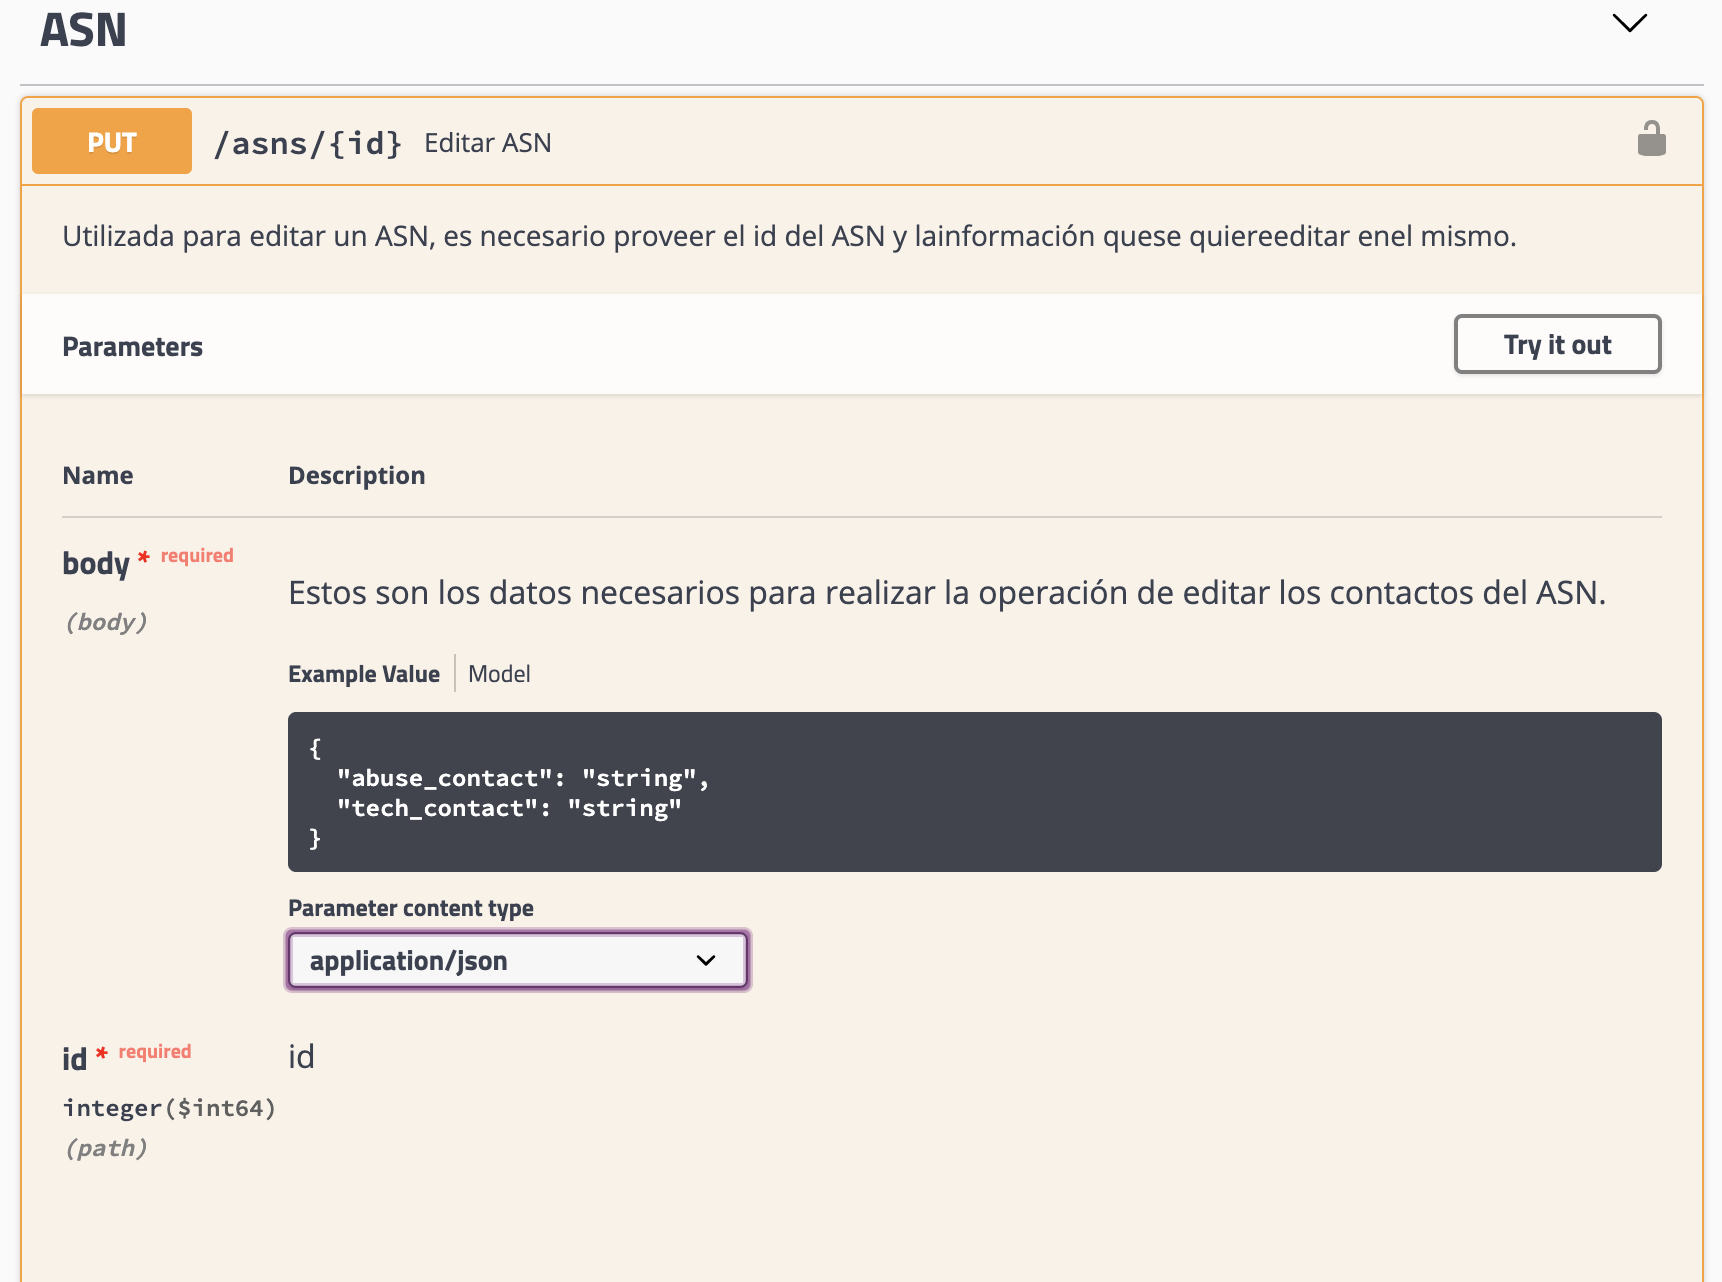 ASN
PUT /asns/{id} Editar ASN
Utilizada para editar un ASN, es necesario proveer el id del ASN y lainformación quese quiereeditar enel mismo.
Parameters
Try it out
Name Description
body * required
(body)
Estos son los datos necesarios para realizar la operación de editar los contactos del ASN.
Example Value Model
{
  "abuse_contact": "string",
  "tech_contact": "string"
}
Parameter content type
application/json
id * required
id
integer($int64)
(path)